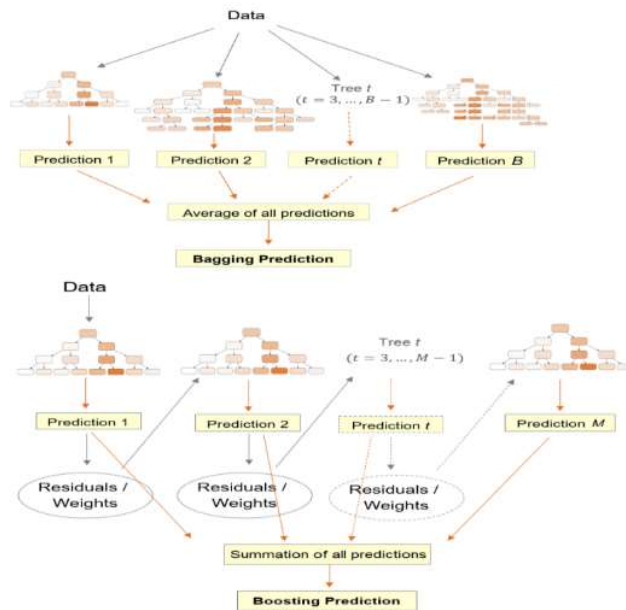 Data
Tree t
(t = 3, ..., B − 1)
Prediction 1
Prediction 2
Prediction t
Prediction B
Average of all predictions
Bagging Prediction
Data
Tree t
(t = 3, ..., M − 1)
Prediction 1
Prediction 2
Prediction t
Prediction M
Residuals /
Weights
Residuals /
Weights
Residuals /
Weights
Summation of all predictions
Boosting Prediction